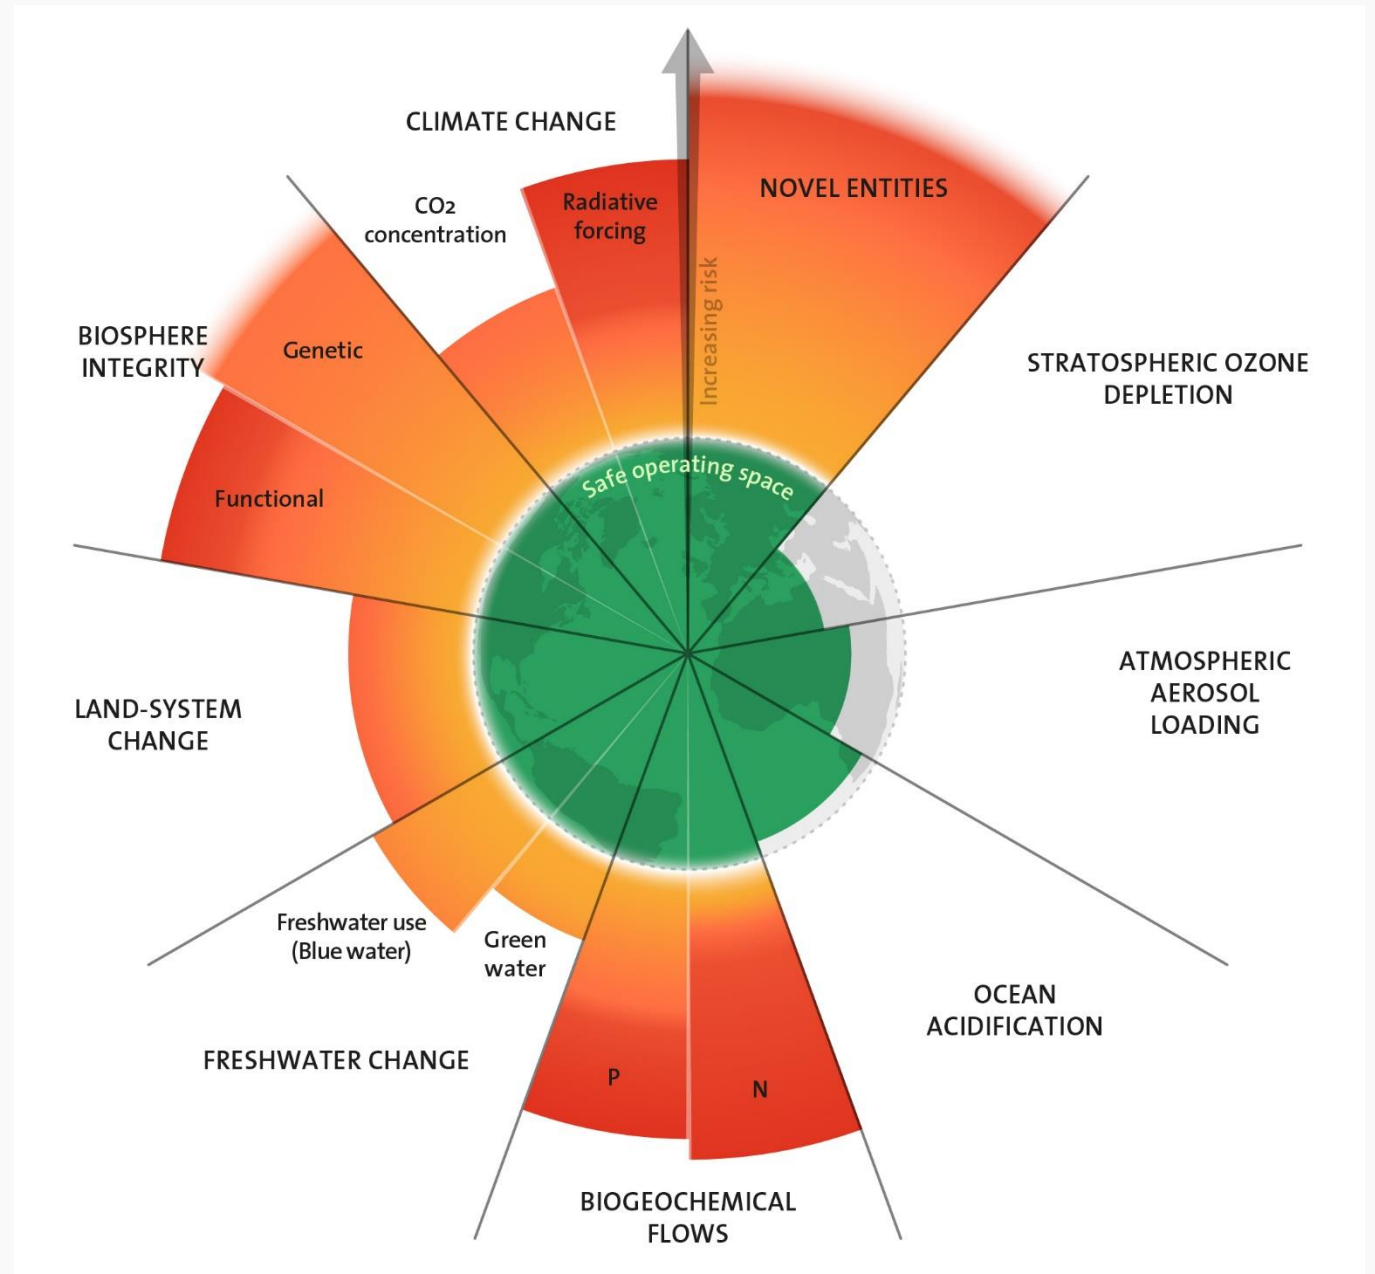 CLIMATE CHANGE
CO2
concentration
Radiative
forcing
NOVEL ENTITIES
Increasing risk
STRATOSPHERIC OZONE
DEPLETION
BIOSPHERE
INTEGRITY
Genetic
Functional
Safe operating space
ATMOSPHERIC
AEROSOL
LOADING
LAND-SYSTEM
CHANGE
Freshwater use
(Blue water)
Green
water
FRESHWATER CHANGE
OCEAN
ACIDIFICATION
P
N
BIOGEOCHEMICAL
FLOWS